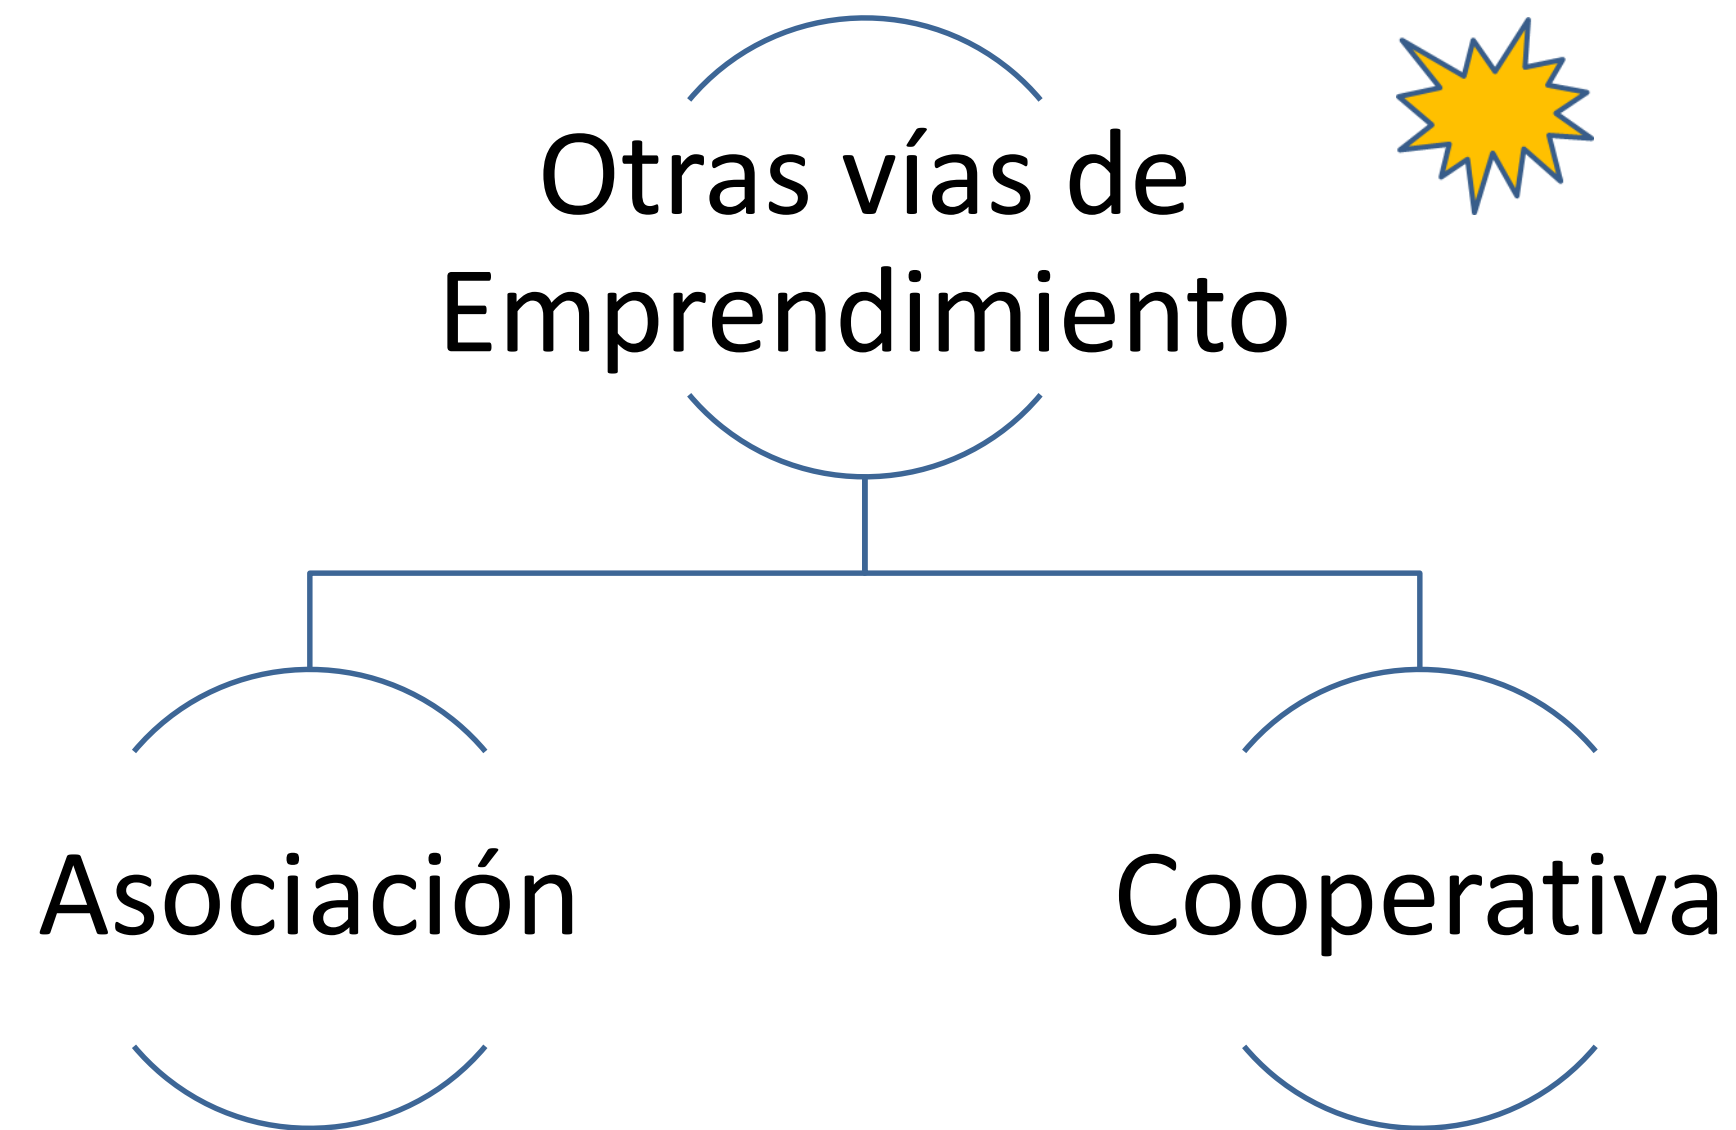 Otras vías de
Emprendimiento
Asociación
Cooperativa